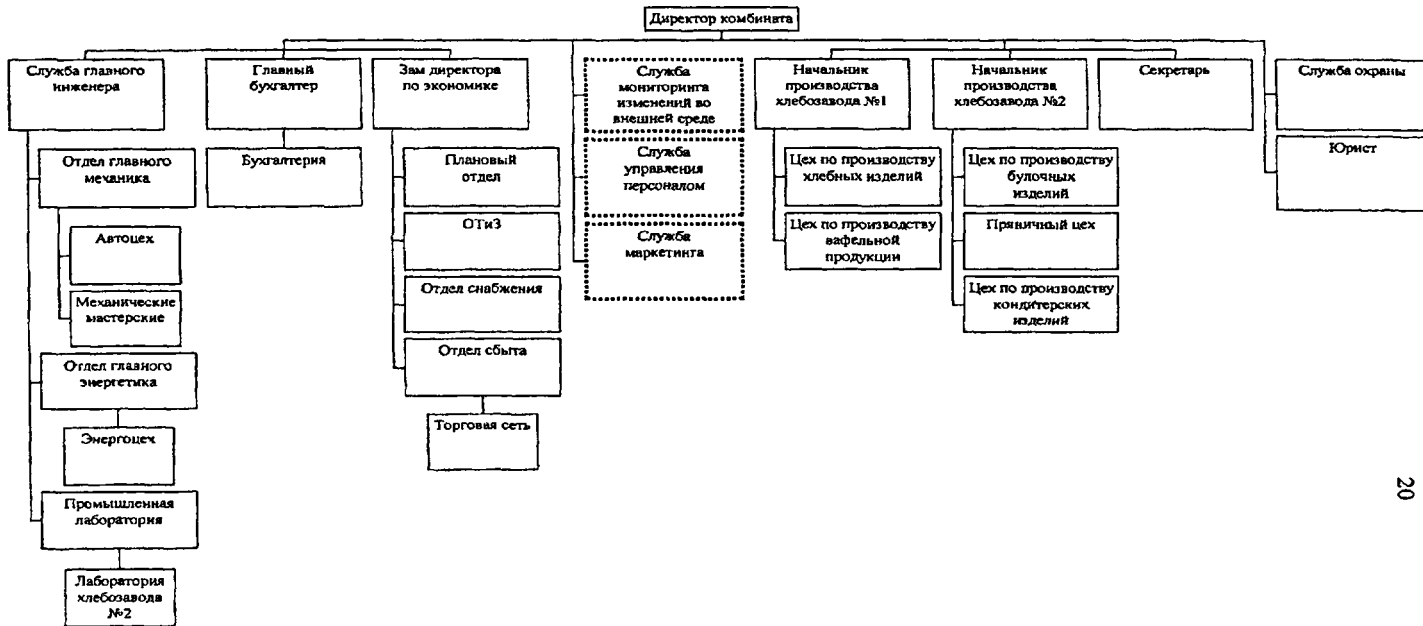 Директор комбината
Служба главного
инженера
Главный
бухгалтер
Зам директора
по экономике
Служба
мониторинга
изменений во
внешней среде
Начальник
производства
хлебозавода №1
Начальник
производства
хлебозавода №2
Секретарь
Служба охраны
Отдел главного
механика
Бухгалтерия
Плановый
отдел
Служба
управления
персоналом
Цех по производству
хлебных изделий
Цех по производству
булочных
изделий
Юрист
Автоцех
ОТиЗ
Служба
маркетинга
Цех по производству
вафельной
продукции
Пряничный цех
Механические
мастерские
Отдел снабжения
Цех по производству
кондитерских
изделий
Отдел главного
энергетика
Отдел сбыта
Энергоцех
Торговая сеть
Промышленная
лаборатория
Лаборатория
хлебозавода
№2
20